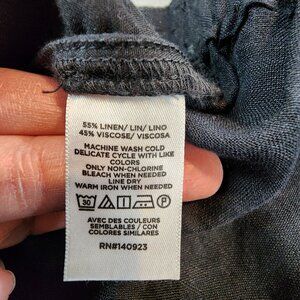 55% LINEN/ LIN/ LINO
45% VISCOSE/ VISCOSA
MACHINE WASH COLD
DELICATE CYCLE WITH LIKE
COLORS
ONLY NON-CHLORINE
BLEACH WHEN NEEDED
LINE DRY
WARM IRON WHEN NEEDED
30
AVEC DES COULEURS
SEMBLABLES / CON
COLORES SIMILARES
RN#140923